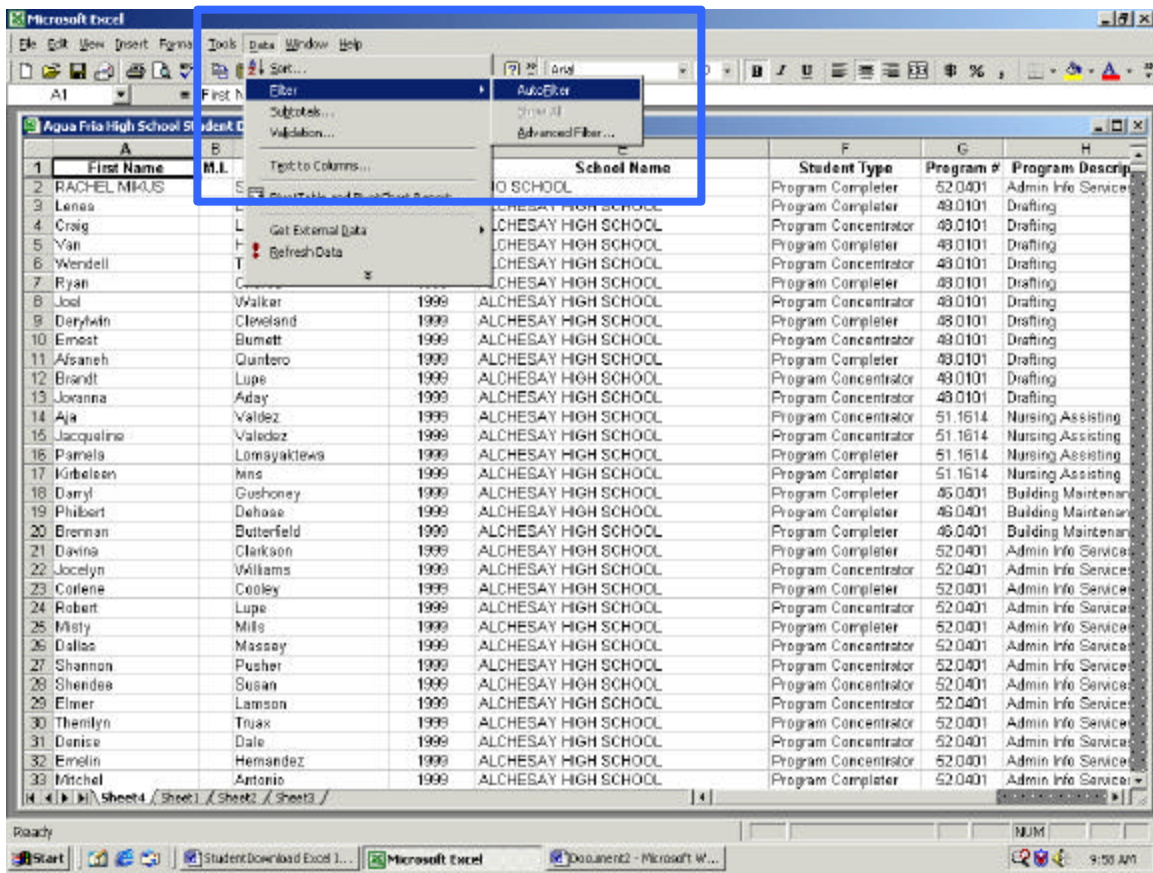 Microsoft Excel
File Edit View Insert Format Tools Data Window Help
Arial
B I U $ % ,
A1 = First N
Sort...
Filter
AutoFilter
Show All
Subtotals...
Validation...
Advanced Filter...
Text to Columns...
PivotTable and PivotChart Report...
Get External Data
Refresh Data
Agua Fria High School Student D
A B E F G H
1 First Name M.I. School Name Student Type Program # Program Descrip
2 RACHEL MIKUS S NO SCHOOL Program Completer 52.0401 Admin Info Services
3 Lenas L ALCHESAY HIGH SCHOOL Program Completer 48.0101 Drafting
4 Craig L ALCHESAY HIGH SCHOOL Program Concentrator 48.0101 Drafting
5 Van H ALCHESAY HIGH SCHOOL Program Completer 48.0101 Drafting
6 Wendell T ALCHESAY HIGH SCHOOL Program Concentrator 48.0101 Drafting
7 Ryan ALCHESAY HIGH SCHOOL Program Completer 48.0101 Drafting
8 Joel Walker 1999 ALCHESAY HIGH SCHOOL Program Concentrator 48.0101 Drafting
9 Derylwin Cleveland 1999 ALCHESAY HIGH SCHOOL Program Completer 48.0101 Drafting
10 Ernest Burnett 1999 ALCHESAY HIGH SCHOOL Program Concentrator 48.0101 Drafting
11 Afsaneh Quintero 1999 ALCHESAY HIGH SCHOOL Program Completer 48.0101 Drafting
12 Brandt Lupe 1999 ALCHESAY HIGH SCHOOL Program Concentrator 48.0101 Drafting
13 Jovanna Aday 1999 ALCHESAY HIGH SCHOOL Program Concentrator 48.0101 Drafting
14 Aja Valdez 1999 ALCHESAY HIGH SCHOOL Program Concentrator 51.1614 Nursing Assisting
15 Jacqueline Valedez 1999 ALCHESAY HIGH SCHOOL Program Concentrator 51.1614 Nursing Assisting
16 Pamela Lomayaktewa 1999 ALCHESAY HIGH SCHOOL Program Completer 51.1614 Nursing Assisting
17 Kirbeleen Ivins 1999 ALCHESAY HIGH SCHOOL Program Completer 51.1614 Nursing Assisting
18 Darryl Gushoney 1999 ALCHESAY HIGH SCHOOL Program Completer 46.0401 Building Maintenan
19 Philbert Dehose 1999 ALCHESAY HIGH SCHOOL Program Completer 46.0401 Building Maintenan
20 Brennan Butterfield 1999 ALCHESAY HIGH SCHOOL Program Completer 46.0401 Building Maintenan
21 Davina Clarkson 1999 ALCHESAY HIGH SCHOOL Program Completer 52.0401 Admin Info Services
22 Jocelyn Williams 1999 ALCHESAY HIGH SCHOOL Program Completer 52.0401 Admin Info Services
23 Corlene Cooley 1999 ALCHESAY HIGH SCHOOL Program Completer 52.0401 Admin Info Services
24 Robert Lupe 1999 ALCHESAY HIGH SCHOOL Program Concentrator 52.0401 Admin Info Services
25 Misty Mills 1999 ALCHESAY HIGH SCHOOL Program Completer 52.0401 Admin Info Services
26 Dallas Massey 1999 ALCHESAY HIGH SCHOOL Program Concentrator 52.0401 Admin Info Services
27 Shannon Pusher 1999 ALCHESAY HIGH SCHOOL Program Concentrator 52.0401 Admin Info Services
28 Shendee Susan 1999 ALCHESAY HIGH SCHOOL Program Concentrator 52.0401 Admin Info Services
29 Elmer Lamson 1999 ALCHESAY HIGH SCHOOL Program Concentrator 52.0401 Admin Info Services
30 Therrilyn Truax 1999 ALCHESAY HIGH SCHOOL Program Concentrator 52.0401 Admin Info Services
31 Denise Dale 1999 ALCHESAY HIGH SCHOOL Program Concentrator 52.0401 Admin Info Services
32 Emelin Hernandez 1999 ALCHESAY HIGH SCHOOL Program Concentrator 52.0401 Admin Info Services
33 Mitchel Antonio 1999 ALCHESAY HIGH SCHOOL Program Completer 52.0401 Admin Info Services
Sheet4 / Sheet1 / Sheet2 / Sheet3 /
Ready NUM
Start StudentDownload Excel I... Microsoft Excel Document2 - Microsoft W... 9:58 AM